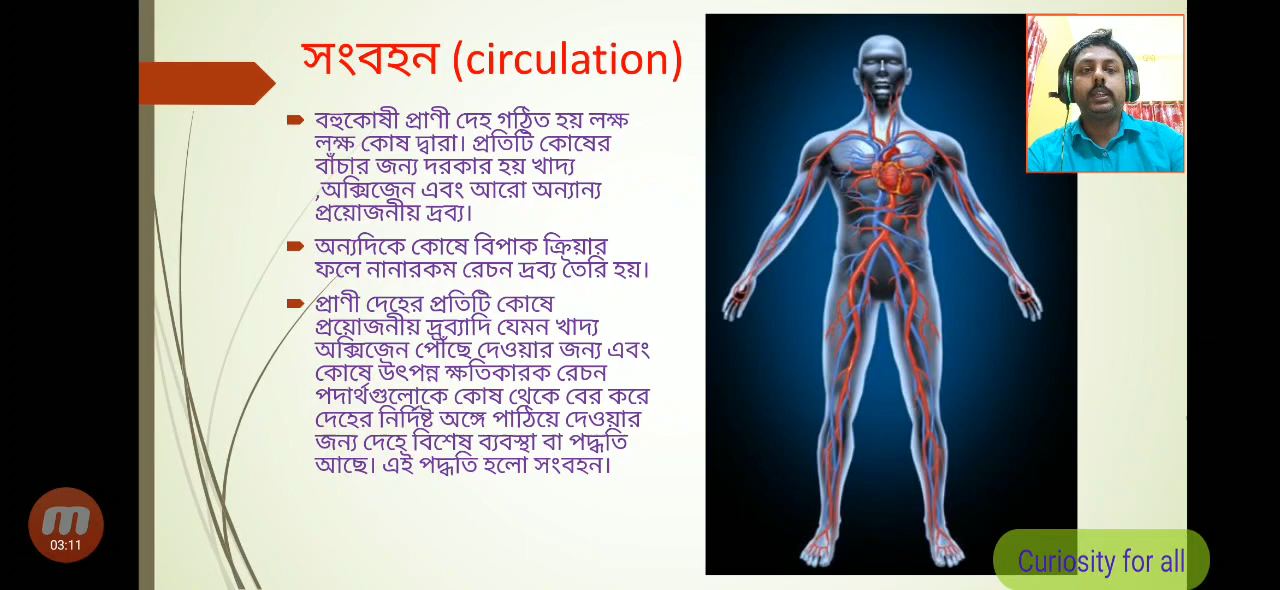 সংবহন (circulation)
বহুকোষী প্রাণী দেহ গঠিত হয় লক্ষ
লক্ষ কোষ দ্বারা। প্রতিটি কোষের
বাঁচার জন্য দরকার হয় খাদ্য
,অক্সিজেন এবং আরো অন্যান্য
প্রয়োজনীয় দ্রব্য।
অন্যদিকে কোষে বিপাক ক্রিয়ার
ফলে নানারকম রেচন দ্রব্য তৈরি হয়।
প্রাণী দেহের প্রতিটি কোষে
প্রয়োজনীয় দ্রব্যাদি যেমন খাদ্য
অক্সিজেন পৌঁছে দেওয়ার জন্য এবং
কোষে উৎপন্ন ক্ষতিকারক রেচন
পদার্থগুলোকে কোষ থেকে বের করে
দেহের নির্দিষ্ট অঙ্গে পাঠিয়ে দেওয়ার
জন্য দেহে বিশেষ ব্যবস্থা বা পদ্ধতি
আছে। এই পদ্ধতি হলো সংবহন।
m
03:11
Curiosity for all